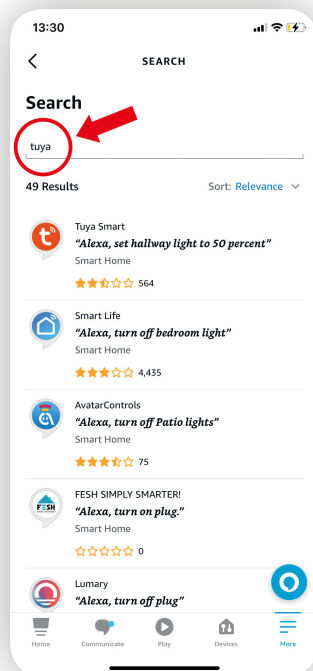 13:30
SEARCH
Search
tuya
49 Results
Sort: Relevance
Tuya Smart
“Alexa, set hallway light to 50 percent”
Smart Home
564
Smart Life
“Alexa, turn off bedroom light”
Smart Home
4,435
AvatarControls
“Alexa, turn off Patio lights”
Smart Home
75
FESH
FESH SIMPLY SMARTER!
“Alexa, turn on plug.”
Smart Home
0
Lumary
“Alexa, turn off plug”
Home
Communicate
Play
Devices
More